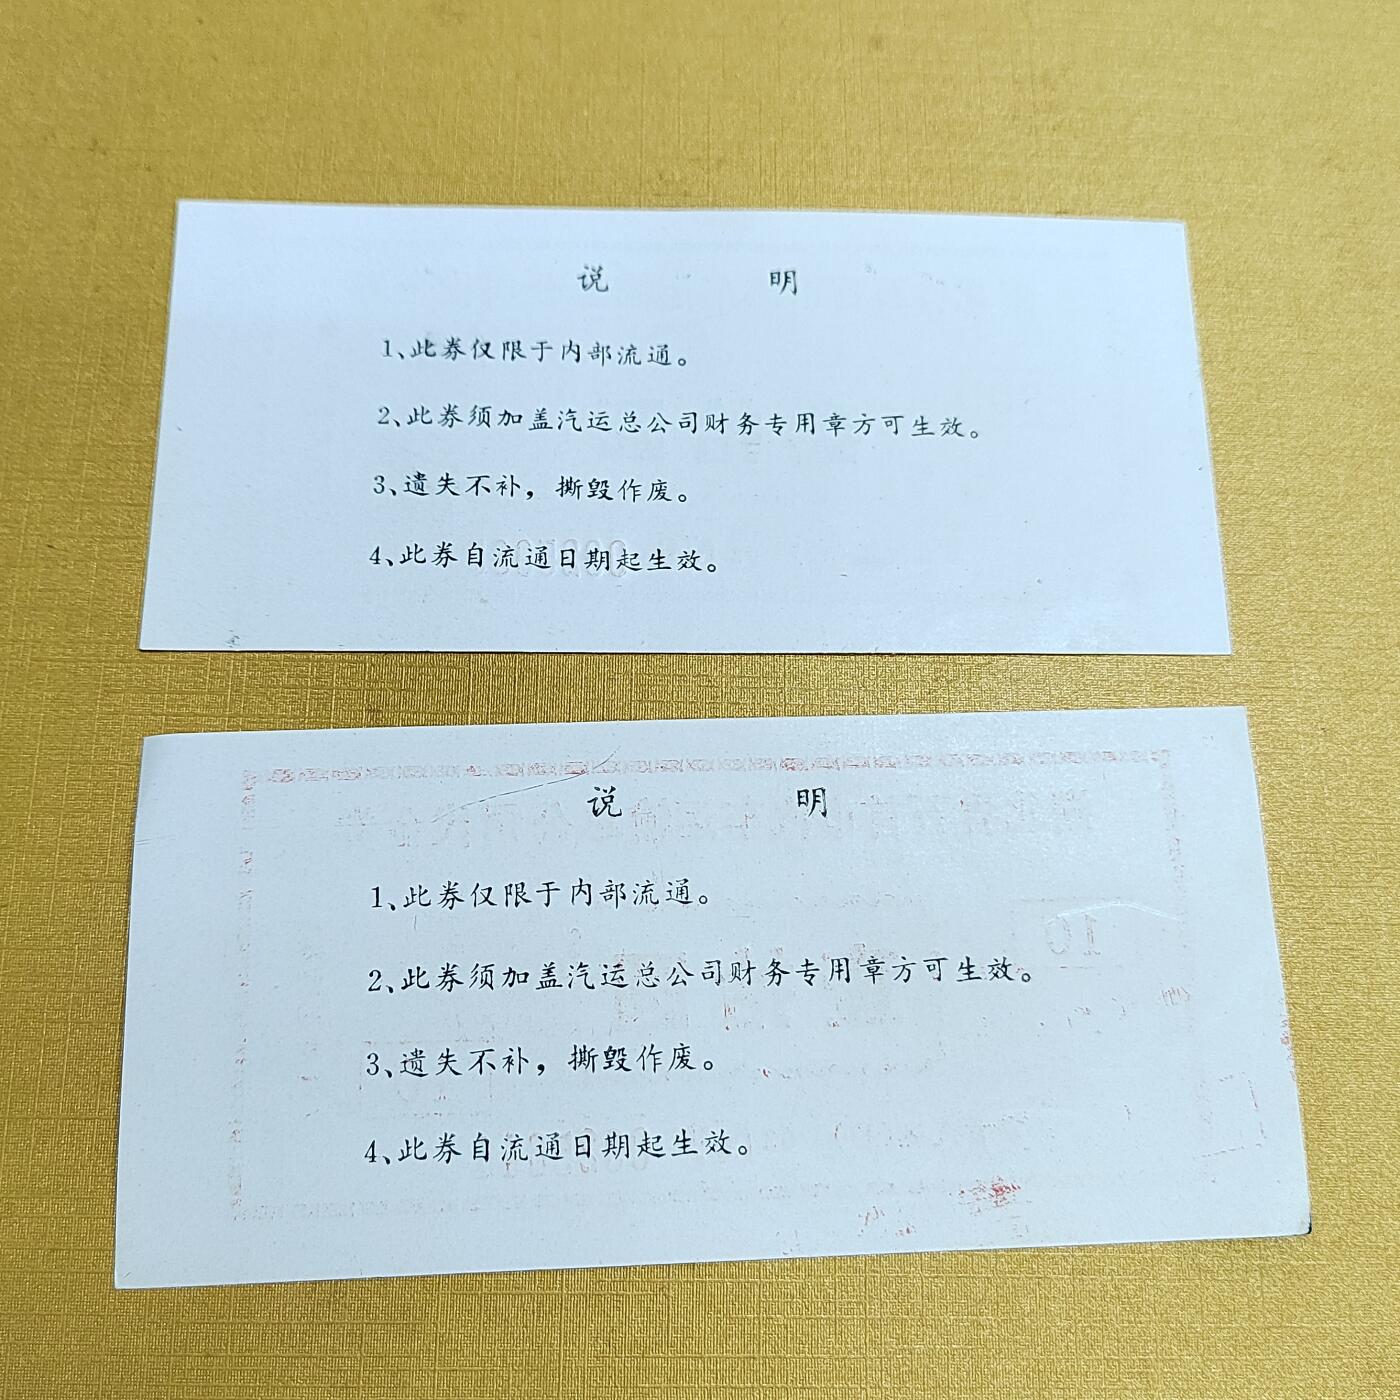 说 明
1、此券仅限于内部流通。
2、此券须加盖汽运总公司财务专用章方可生效。
3、遗失不补，撕毁作废。
4、此券自流通日期起生效。
说 明
1、此券仅限于内部流通。
2、此券须加盖汽运总公司财务专用章方可生效。
3、遗失不补，撕毁作废。
4、此券自流通日期起生效。